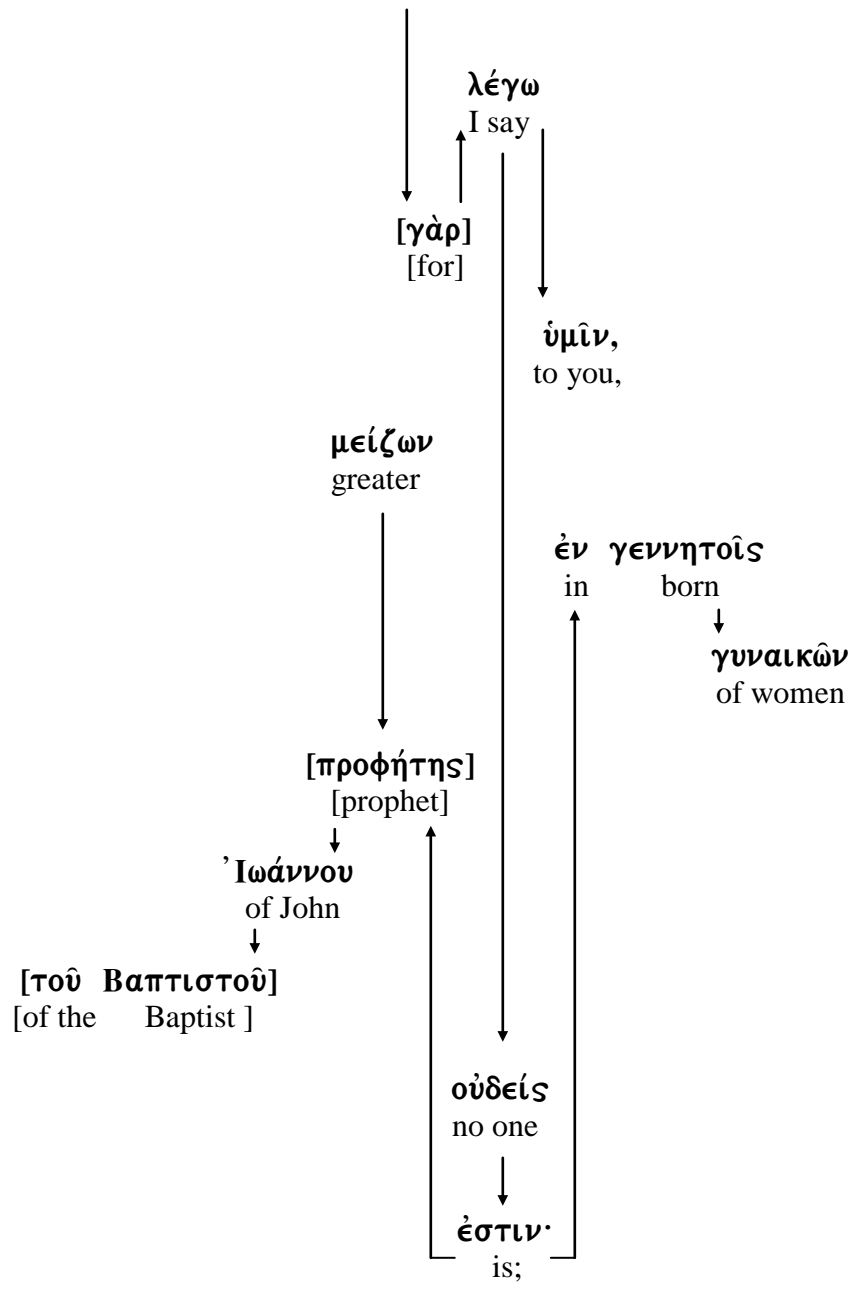 λέγω
I say
[γὰρ]
[for]
ὑμῖν,
to you,
μείζων
greater
ἐν γεννητοῖς
in born
γυναικῶν
of women
[προφήτης]
[prophet]
Ἰωάννου
of John
[τοῦ Βαπτιστοῦ]
[of the Baptist ]
οὐδείς
no one
ἐστιν·
is;